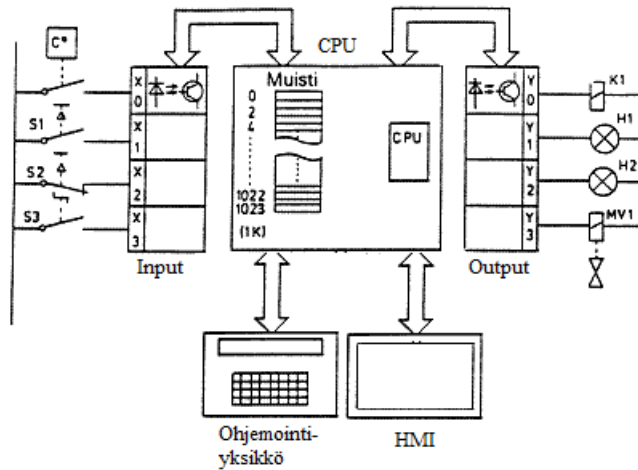 CPU
C°
X
0
S1
X
1
S2
X
2
S3
X
3
Input
Muisti
0
2
4
1022
1023
(1K)
CPU
Y
0
K1
Y
1
H1
Y
2
H2
Y
3
MV1
Output
Ohjemointi-
yksikkö
HMI